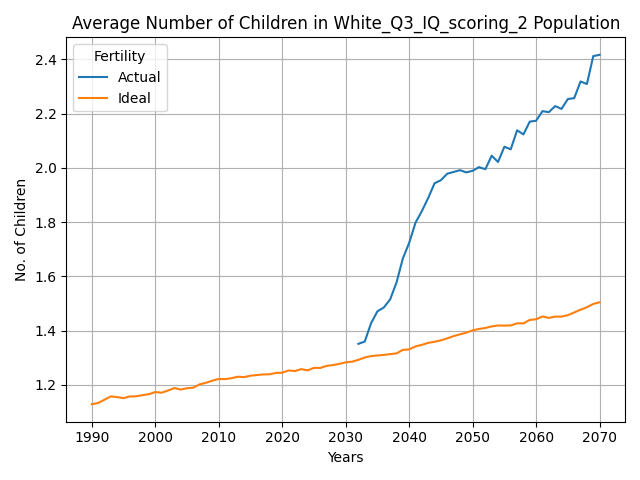 Average Number of Children in White_Q3_IQ_scoring_2 Population
Fertility
Actual
Ideal
No. of Children
2.4
2.2
2.0
1.8
1.6
1.4
1.2
1990 2000 2010 2020 2030 2040 2050 2060 2070
Years